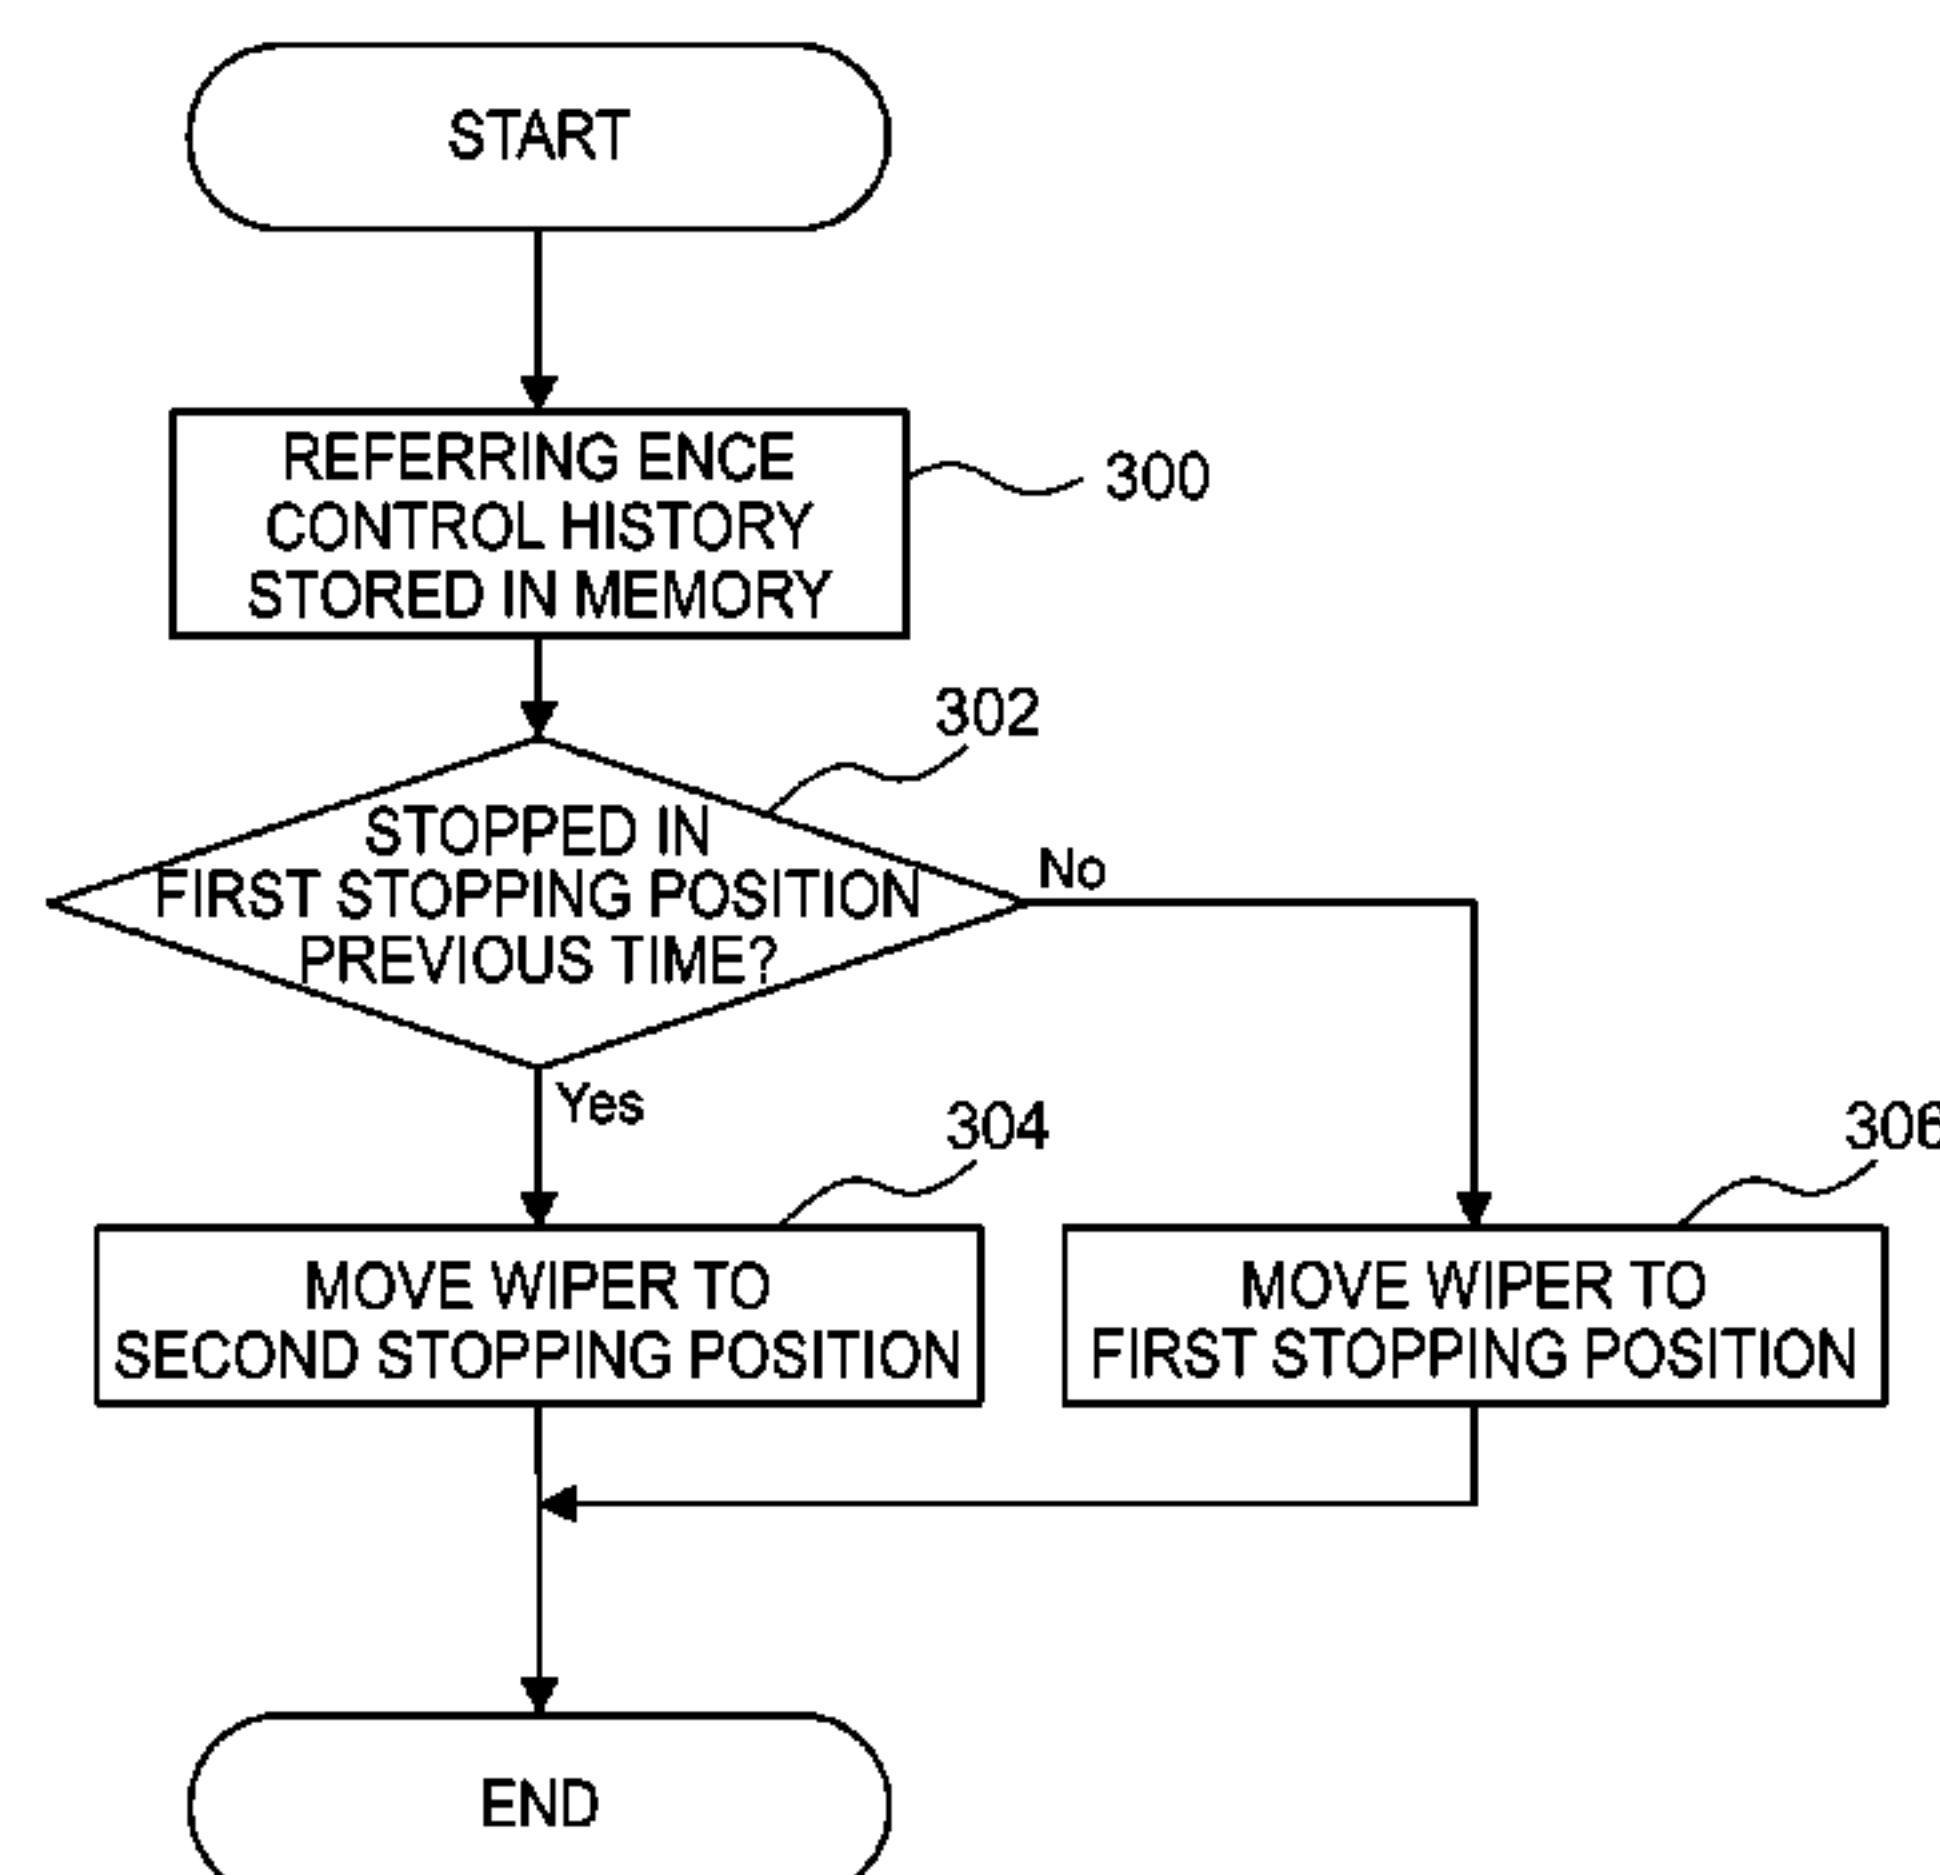 START
REFERRING ENCE
CONTROL HISTORY
STORED IN MEMORY
300
302
STOPPED IN
FIRST STOPPING POSITION
PREVIOUS TIME?
No
Yes
304
306
MOVE WIPER TO
SECOND STOPPING POSITION
MOVE WIPER TO
FIRST STOPPING POSITION
END